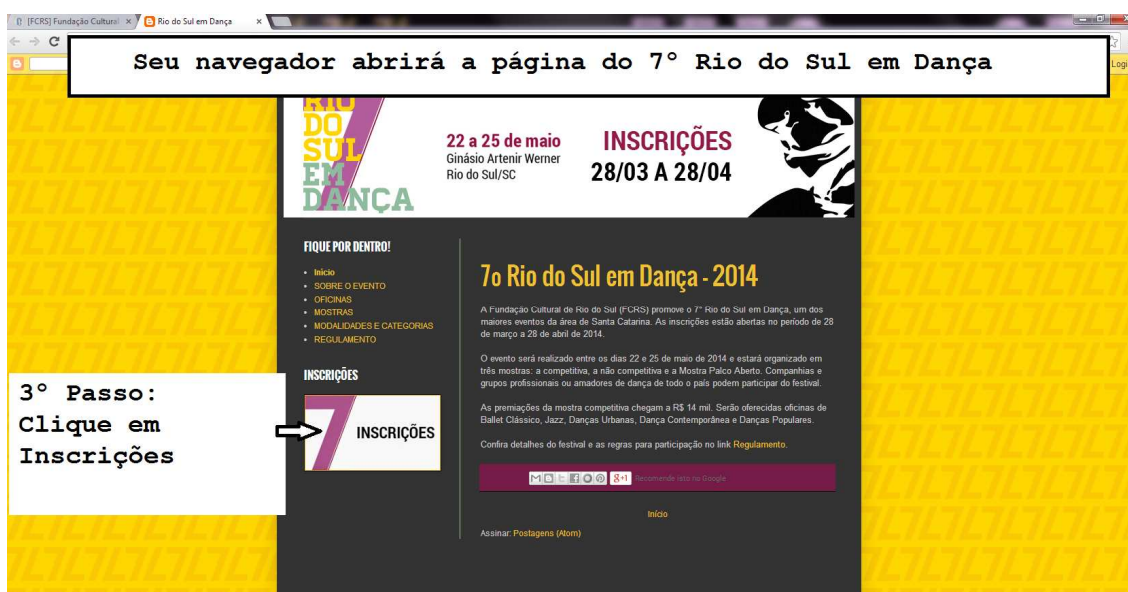 [FCRS] Fundação Cultural
Rio do Sul em Dança
Seu navegador abrirá a página do 7° Rio do Sul em Dança
Logi
RIO
DO
SUL
EM
DANÇA
22 a 25 de maio
Ginásio Artenir Werner
Rio do Sul/SC
INSCRIÇÕES
28/03 A 28/04
FIQUE POR DENTRO!
Início
SOBRE O EVENTO
OFICINAS
MOSTRAS
MODALIDADES E CATEGORIAS
REGULAMENTO
INSCRIÇÕES
7 INSCRIÇÕES
3° Passo:
Clique em
Inscrições
7o Rio do Sul em Dança - 2014
A Fundação Cultural de Rio do Sul (FCRS) promove o 7° Rio do Sul em Dança, um dos
maiores eventos da área de Santa Catarina. As inscrições estão abertas no período de 28
de março a 28 de abril de 2014.
O evento será realizado entre os dias 22 e 25 de maio de 2014 e estará organizado em
três mostras: a competitiva, a não competitiva e a Mostra Palco Aberto. Companhias e
grupos profissionais ou amadores de dança de todo o país podem participar do festival.
As premiações da mostra competitiva chegam a R$ 14 mil. Serão oferecidas oficinas de
Ballet Clássico, Jazz, Danças Urbanas, Dança Contemporânea e Danças Populares.
Confira detalhes do festival e as regras para participação no link Regulamento.
Recomende isto no Google
Início
Assinar: Postagens (Atom)